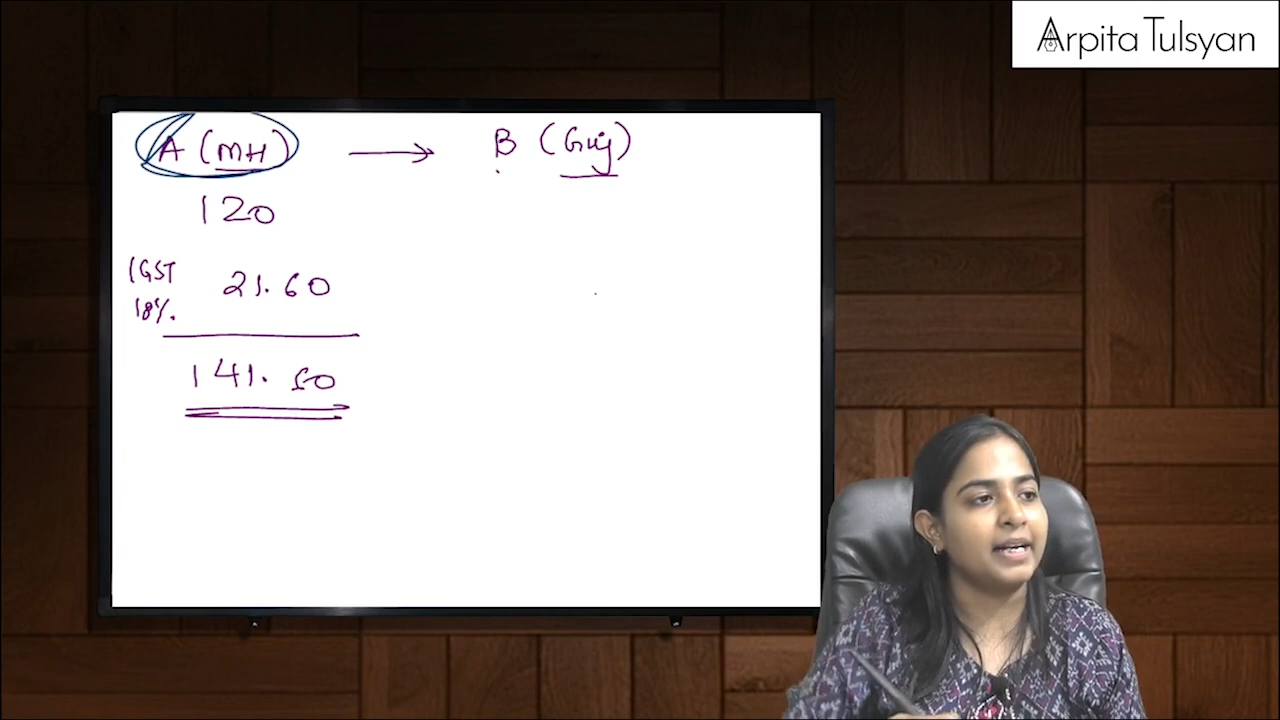 Arpita Tulsyan
A (MH) → B (Guj)
120
IGST 21.60
18%.
141.60